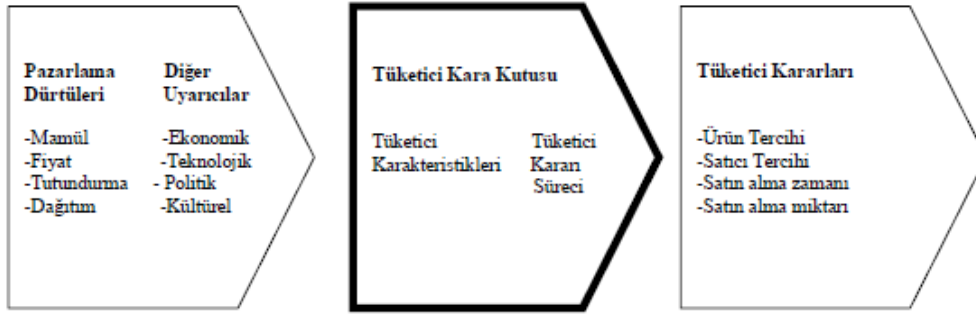 Pazarlama Diğer
Dürtüleri Uyarıcılar
-Mamül -Ekonomik
-Fiyat -Teknolojik
-Tutundurma - Politik
-Dağıtım -Kültürel
Tüketici Kara Kutusu
Tüketici Tüketici
Karakteristikleri Kararı
Süreci
Tüketici Kararları
-Ürün Tercihi
-Satıcı Tercihi
-Satın alma zamanı
-Satın alma miktarı